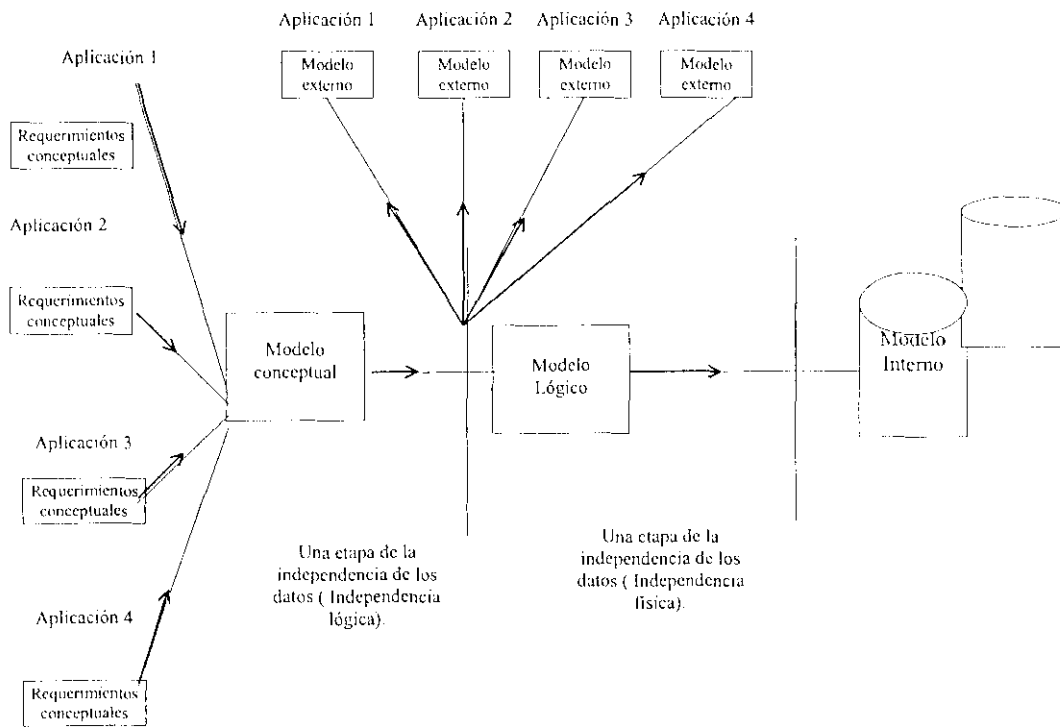 Aplicación 1
Aplicación 2
Aplicación 3
Aplicación 4
Modelo
externo
Modelo
externo
Modelo
externo
Modelo
externo
Aplicación 1
Requerimientos
conceptuales
Aplicación 2
Requerimientos
conceptuales
Aplicación 3
Requerimientos
conceptuales
Aplicación 4
Requerimientos
conceptuales
Modelo
conceptual
Modelo
Lógico
Modelo
Interno
Una etapa de la
independencia de los
datos ( Independencia
lógica).
Una etapa de la
independencia de los
datos ( Independencia
física).